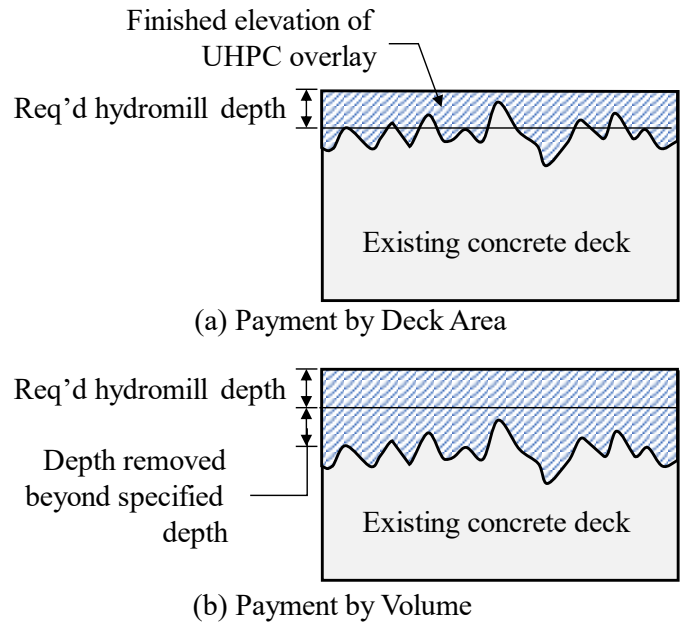 Finished elevation of
UHPC overlay
Req'd hydromill depth
Existing concrete deck
(a) Payment by Deck Area
Req'd hydromill depth
Depth removed
beyond specified
depth
Existing concrete deck
(b) Payment by Volume